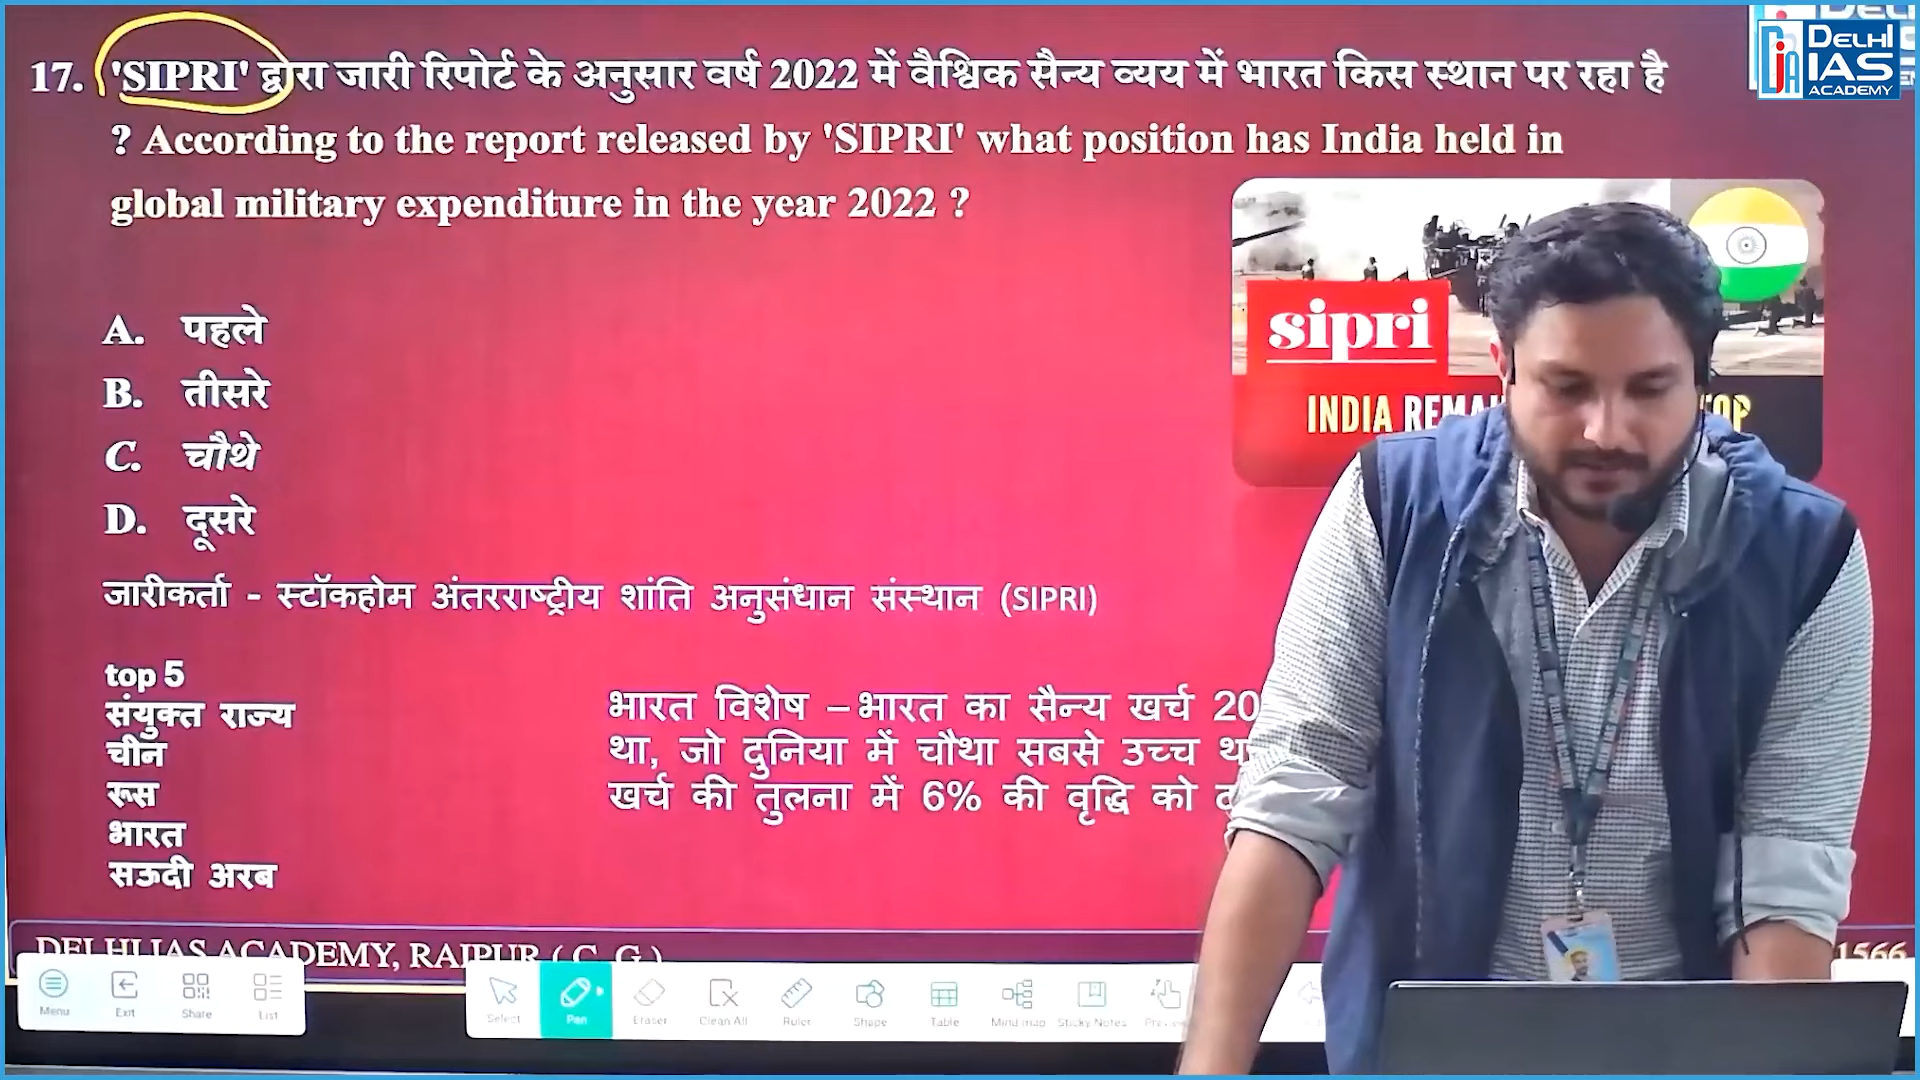 17. 'SIPRI' द्वारा जारी रिपोर्ट के अनुसार वर्ष 2022 में वैश्विक सैन्य व्यय में भारत किस स्थान पर रहा है
? According to the report released by 'SIPRI' what position has India held in
global military expenditure in the year 2022 ?
DELHI
IAS
ACADEMY
sipri
INDIA
A. पहले
B. तीसरे
C. चौथे
D. दूसरे
जारीकर्ता - स्टॉकहोम अंतरराष्ट्रीय शांति अनुसंधान संस्थान (SIPRI)
top 5
संयुक्त राज्य
चीन
रूस
भारत
सऊदी अरब
भारत विशेष – भारत का सैन्य खर्च 20
था, जो दुनिया में चौथा सबसे उच्च
खर्च की तुलना में 6% की वृद्धि को
DELHI IAS ACADEMY, RAIPUR ( C. G.)
1566
Menu Exit Share List
Select Pen Eraser Clean All Ruler Shape Table Mind map Sticky Notes